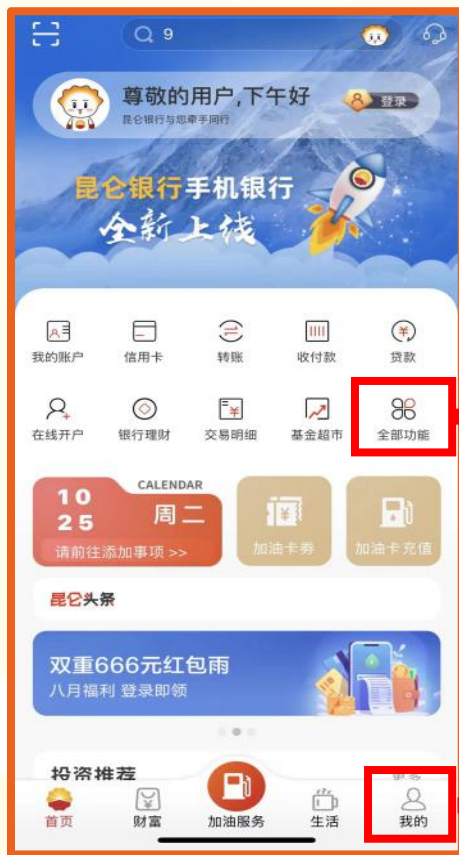 9
尊敬的用户,下午好
登录
昆仑银行与您牵手同行
昆仑银行手机银行
全新上线
我的账户 信用卡 转账 收付款 贷款
在线开户 银行理财 交易明细 基金超市 全部功能
CALENDAR
10
25
周二
请前往添加事项 >>
加油卡券
加油卡充值
昆仑头条
双重666元红包雨
八月福利 登录即领
投资推荐
首页 财富 加油服务 生活 我的